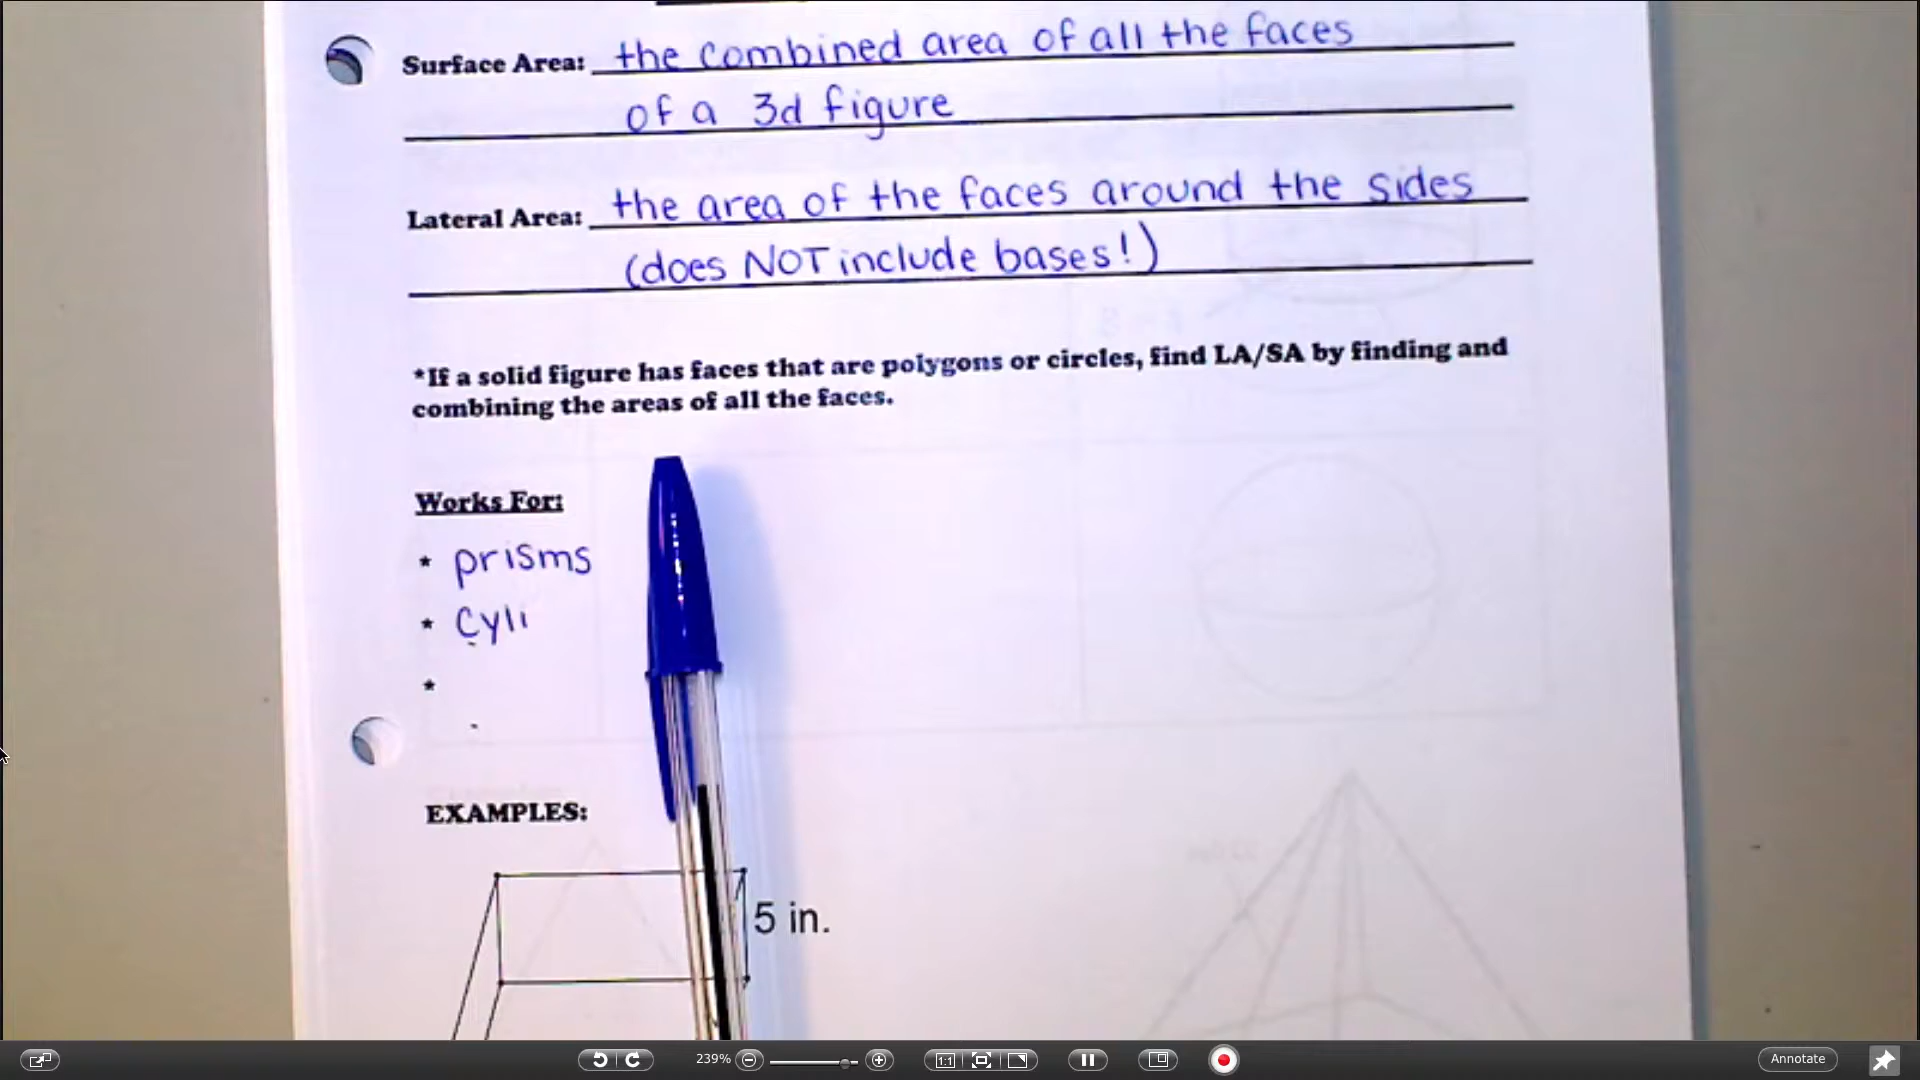 Surface Area: the combined area of all the faces
of a 3d figure
Lateral Area: the area of the faces around the sides
(does NOT include bases!)
*If a solid figure has faces that are polygons or circles, find LA/SA by finding and
combining the areas of all the faces.
Works For:
* prisms
* Cyli
*
EXAMPLES:
5 in.
239%
1:1
Annotate